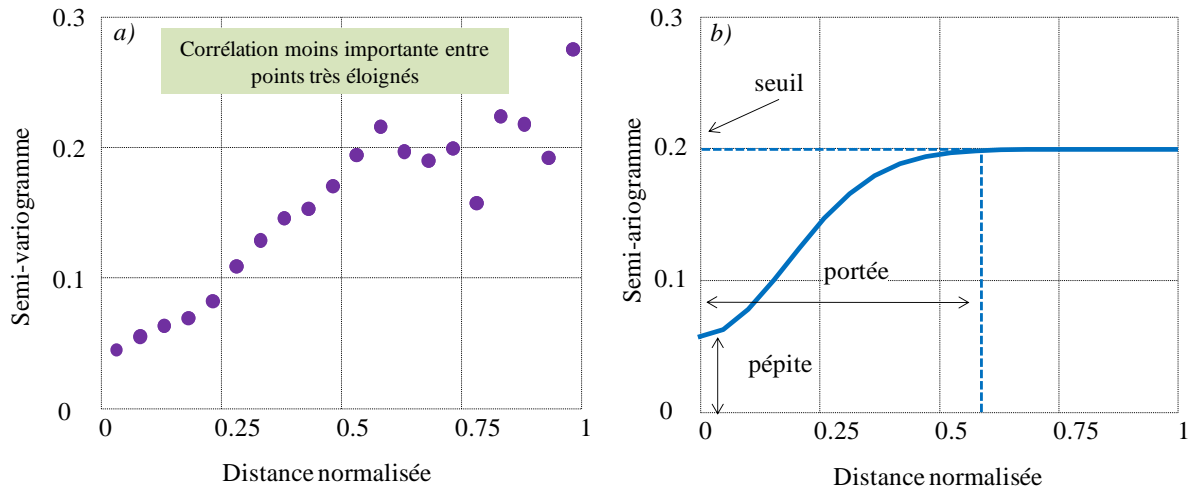 a)
Corrélation moins importante entre
points très éloignés
Semi-variogramme
0.3
0.2
0.1
0
0
0.25
0.5
0.75
1
Distance normalisée
b)
seuil
portée
pépite
Semi-ariogramme
0.3
0.2
0.1
0
0
0.25
0.5
0.75
1
Distance normalisée